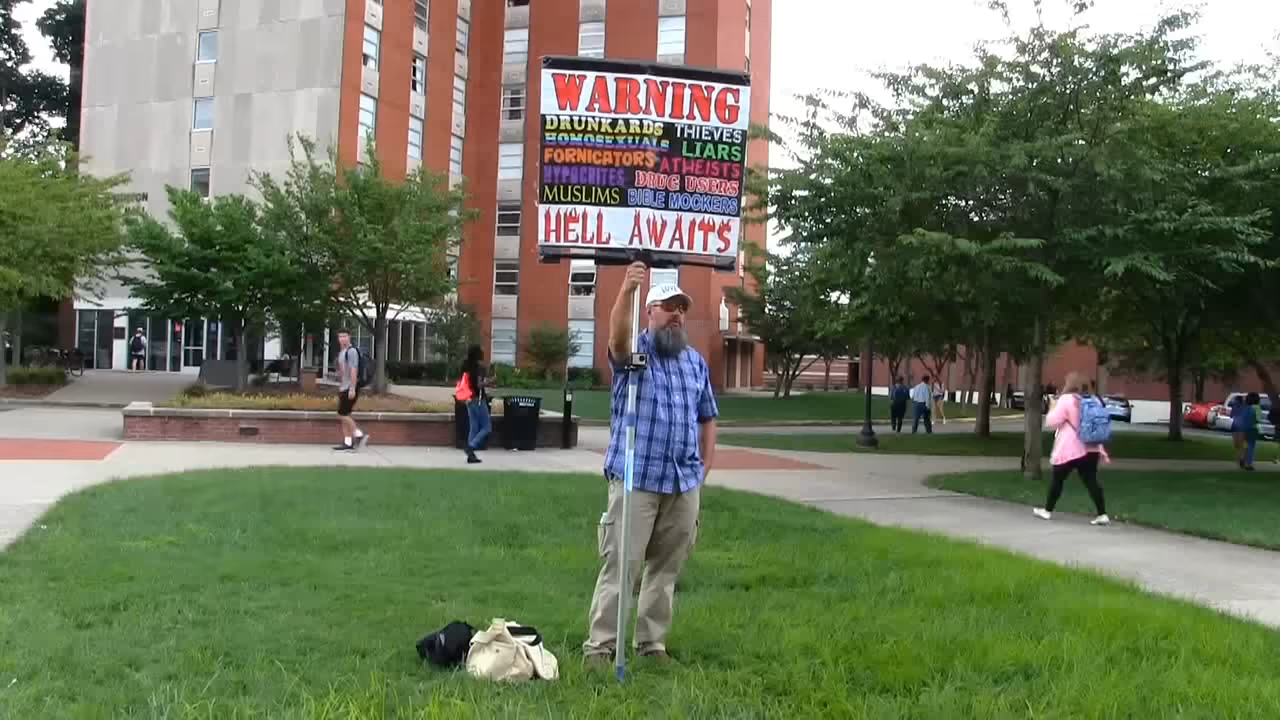 WARNING
DRUNKARDS THIEVES
HOMOSEXUALS LIARS
FORNICATORS ATHEISTS
HYPOCRITES DRUG USERS
MUSLIMS BIBLE MOCKERS
HELL AWAITS